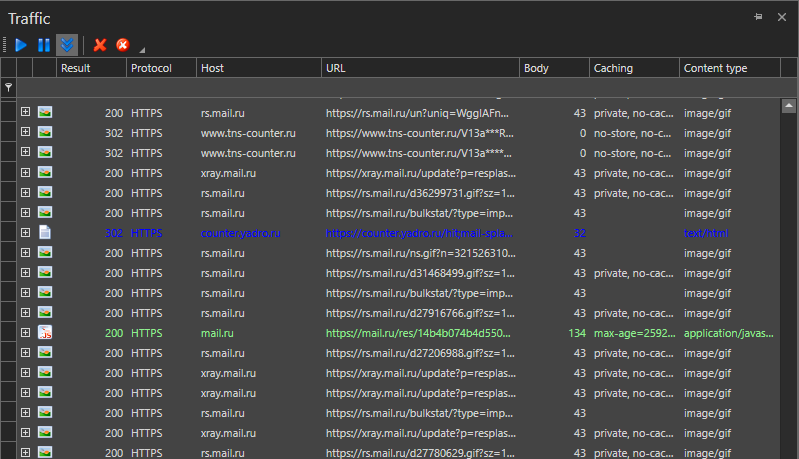 Traffic
Result Protocol Host URL Body Caching Content type
200 HTTPS rs.mail.ru https://rs.mail.ru/un?uniq=WgglAFn... 43 private, no-cac... image/gif
302 HTTPS www.tns-counter.ru https://www.tns-counter.ru/V13a***R... 0 no-store, no-c... image/gif
302 HTTPS www.tns-counter.ru https://www.tns-counter.ru/V13a****... 0 no-store, no-c... image/gif
200 HTTPS xray.mail.ru https://xray.mail.ru/update?p=resplas... 43 private, no-cac... image/gif
200 HTTPS rs.mail.ru https://rs.mail.ru/d36299731.gif?sz=1... 43 private, no-cac... image/gif
200 HTTPS rs.mail.ru https://rs.mail.ru/bulkstat/?type=imp... 43 image/gif
302 HTTPS counter.yadro.ru https://counter.yadro.ru/hit;mail-spla... 32 text/html
200 HTTPS rs.mail.ru https://rs.mail.ru/ns.gif?n=321526310... 43 image/gif
200 HTTPS rs.mail.ru https://rs.mail.ru/d31468499.gif?sz=1... 43 private, no-cac... image/gif
200 HTTPS rs.mail.ru https://rs.mail.ru/bulkstat/?type=imp... 43 image/gif
200 HTTPS rs.mail.ru https://rs.mail.ru/d27916766.gif?sz=1... 43 private, no-cac... image/gif
200 HTTPS mail.ru https://mail.ru/res/14b4b074b4d550... 134 max-age=2592... application/javas...
200 HTTPS rs.mail.ru https://rs.mail.ru/d27206988.gif?sz=1... 43 private, no-cac... image/gif
200 HTTPS xray.mail.ru https://xray.mail.ru/update?p=resplas... 43 private, no-cac... image/gif
200 HTTPS xray.mail.ru https://xray.mail.ru/update?p=resplas... 43 private, no-cac... image/gif
200 HTTPS rs.mail.ru https://rs.mail.ru/bulkstat/?type=imp... 43 image/gif
200 HTTPS xray.mail.ru https://xray.mail.ru/update?p=resplas... 43 private, no-cac... image/gif
200 HTTPS rs.mail.ru https://rs.mail.ru/d27780629.gif?sz=1... 43 private, no-cac... image/gif